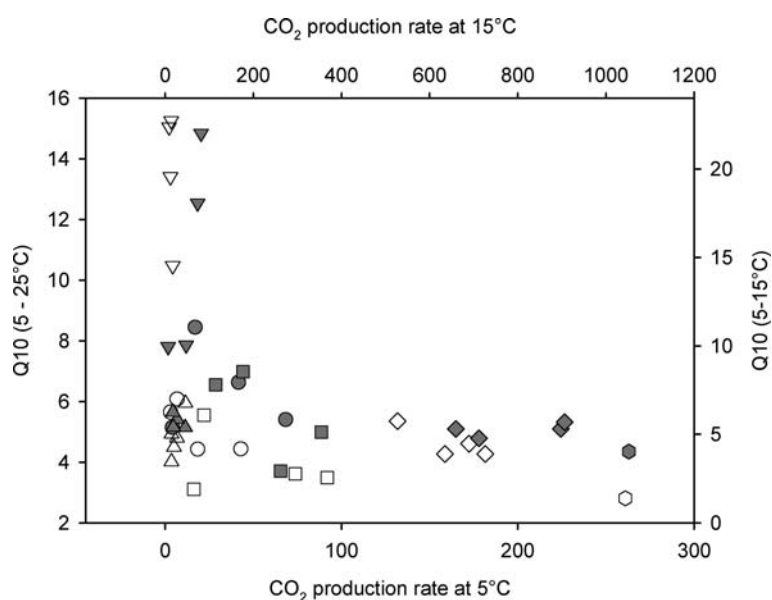 CO₂ production rate at 15°C
0 200 400 600 800 1000 1200
16
14
12
10
8
6
4
2
Q10 (5 - 25°C)
20
15
10
5
0
Q10 (5-15°C)
0 100 200 300
CO₂ production rate at 5°C